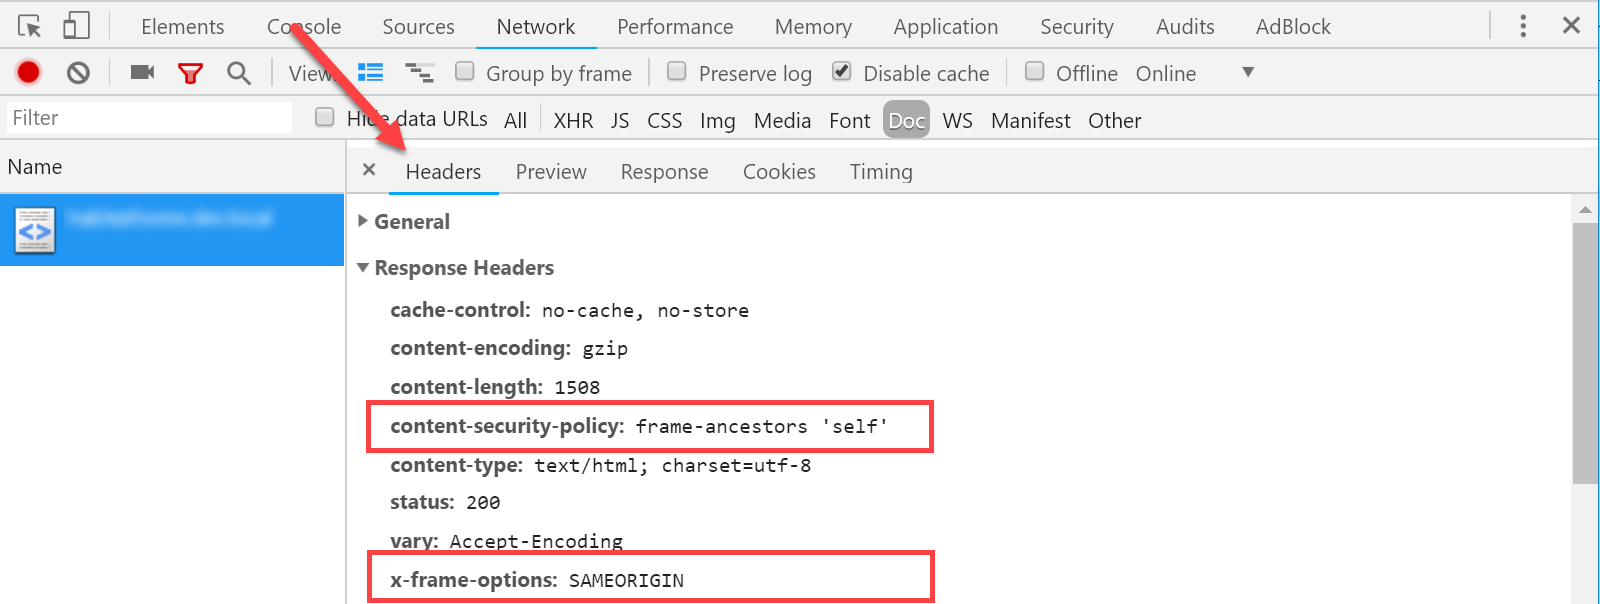 Elements Console Sources Network Performance Memory Application Security Audits AdBlock
View: Group by frame Preserve log Disable cache Offline Online
Filter Hide data URLs All XHR JS CSS Img Media Font Doc WS Manifest Other
Name
Headers Preview Response Cookies Timing
General
Response Headers
cache-control: no-cache, no-store
content-encoding: gzip
content-length: 1508
content-security-policy: frame-ancestors 'self'
content-type: text/html; charset=utf-8
status: 200
vary: Accept-Encoding
x-frame-options: SAMEORIGIN